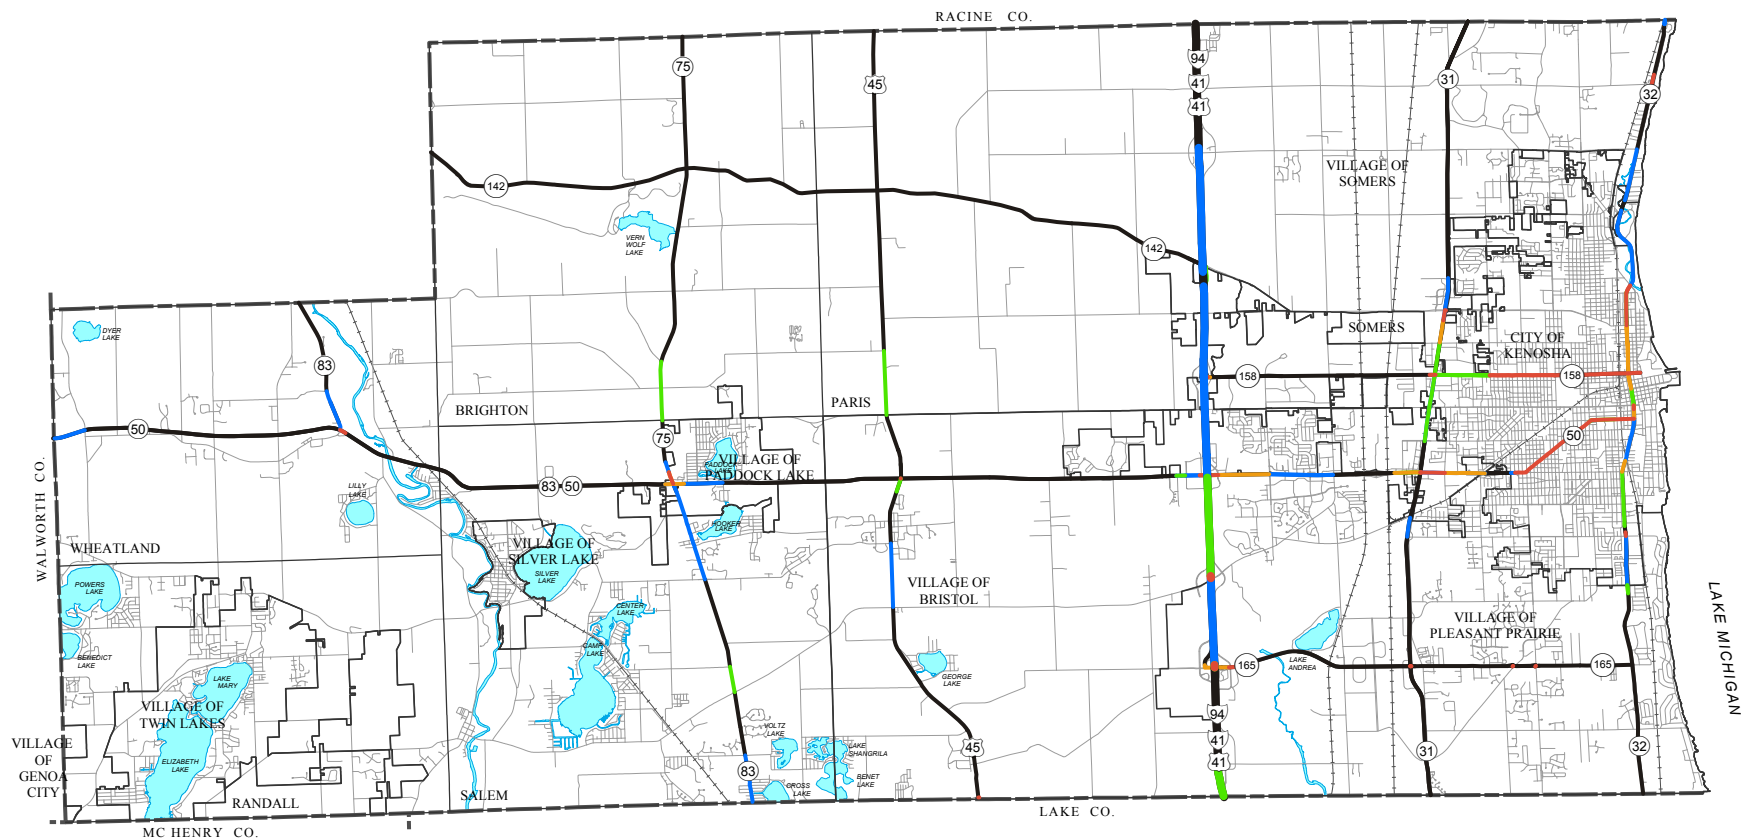 RACINE CO.
75
45
94
41
41
31
32
142
VILLAGE OF
SOMERS
VERN
WOLF
LAKE
142
DYER
LAKE
83
SOMERS
CITY OF
KENOSHA
158
158
BRIGHTON
PARIS
50
75
50
WALWORTH CO.
VILLAGE OF
PADDOCK LAKE
83
50
LILLY
LAKE
HOOKER
LAKE
WHEATLAND
VILLAGE OF
SILVER LAKE
SILVER
LAKE
POWERS
LAKE
VILLAGE OF
BRISTOL
CENTER
LAKE
VILLAGE OF
PLEASANT PRAIRIE
LAKE MICHIGAN
BENEDICT
LAKE
CAMP
LAKE
GEORGE
LAKE
165
LAKE
ANDREA
165
LAKE
MARY
VILLAGE OF
TWIN LAKES
VOLTZ
LAKE
LAKE
SHANGRILA
45
94
41
41
31
32
VILLAGE
OF
GENOA
CITY
ELIZABETH
LAKE
83
BENET
LAKE
CROSS
LAKE
RANDALL
SALEM
LAKE CO.
MC HENRY CO.